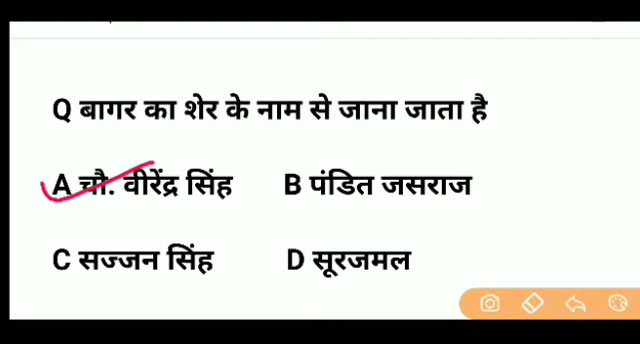 Q बागर का शेर के नाम से जाना जाता है
A चौ. वीरेंद्र सिंह B पंडित जसराज
C सज्जन सिंह D सूरजमल